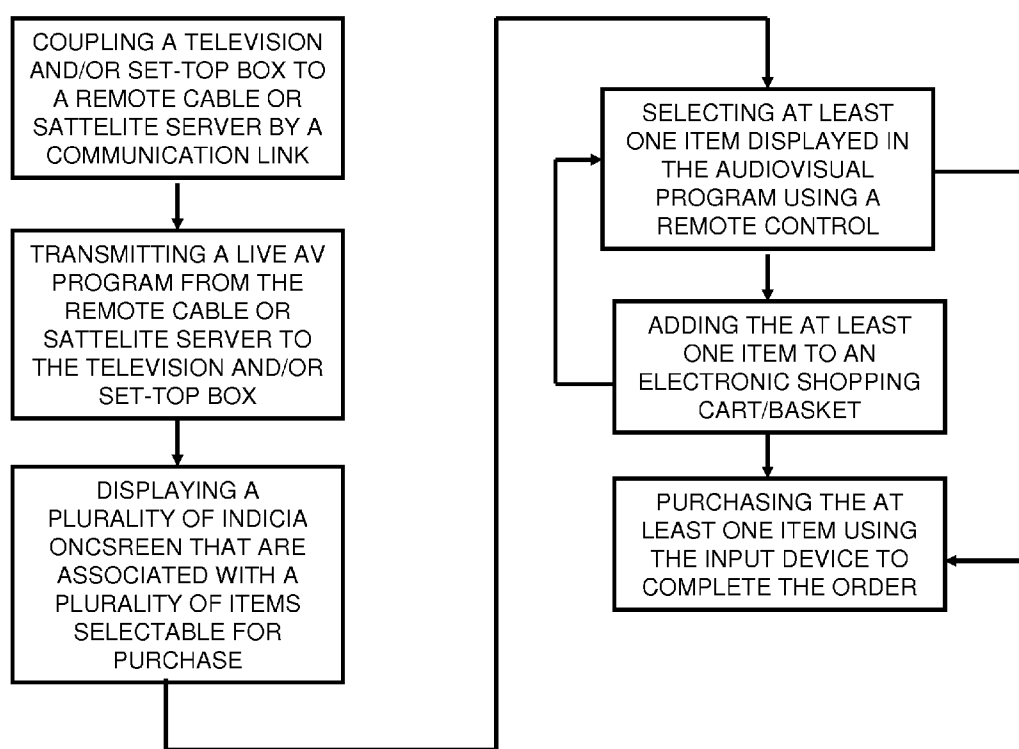 COUPLING A TELEVISION
AND/OR SET-TOP BOX TO
A REMOTE CABLE OR
SATTELITE SERVER BY A
COMMUNICATION LINK
TRANSMITTING A LIVE AV
PROGRAM FROM THE
REMOTE CABLE OR
SATTELITE SERVER TO
THE TELEVISION AND/OR
SET-TOP BOX
DISPLAYING A
PLURALITY OF INDICIA
ONCSREEN THAT ARE
ASSOCIATED WITH A
PLURALITY OF ITEMS
SELECTABLE FOR
PURCHASE
SELECTING AT LEAST
ONE ITEM DISPLAYED IN
THE AUDIOVISUAL
PROGRAM USING A
REMOTE CONTROL
ADDING THE AT LEAST
ONE ITEM TO AN
ELECTRONIC SHOPPING
CART/BASKET
PURCHASING THE AT
LEAST ONE ITEM USING
THE INPUT DEVICE TO
COMPLETE THE ORDER